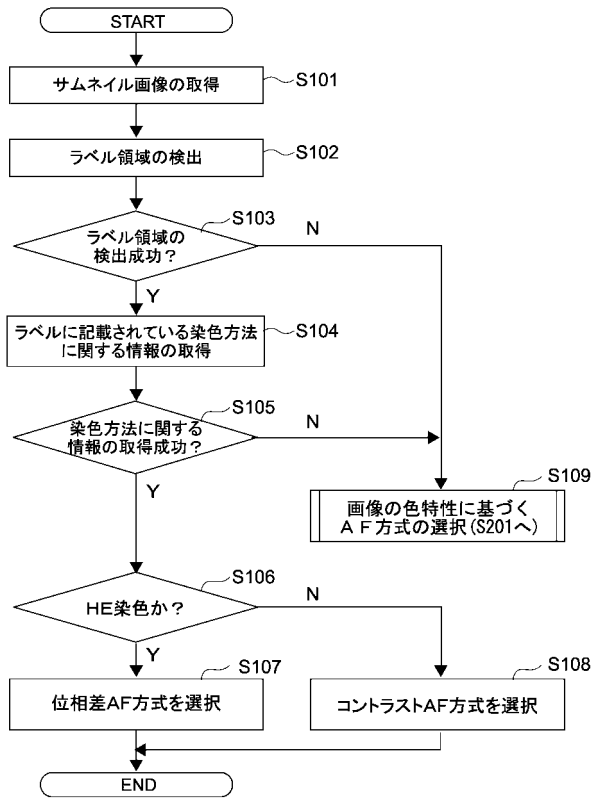 START
サムネイル画像の取得
S101
ラベル領域の検出
S102
S103
ラベル領域の
検出成功？
N
Y
ラベルに記載されている染色方法
に関する情報の取得
S104
S105
染色方法に関する
情報の取得成功？
N
Y
S109
画像の色特性に基づく
ＡＦ方式の選択(S201へ)
S106
HE染色か？
N
Y
S107
位相差AF方式を選択
S108
コントラストAF方式を選択
END